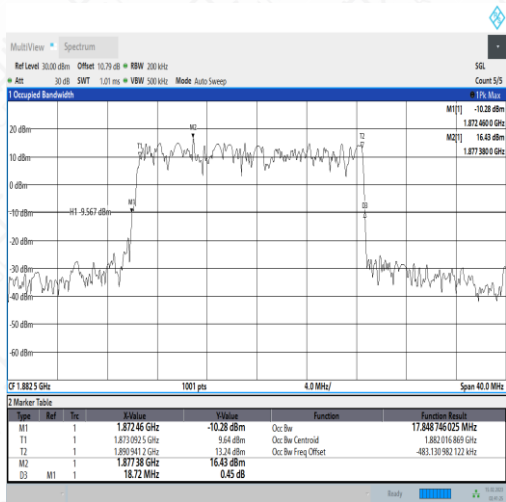 MultiView Spectrum
Ref Level 30.00 dBm Offset 10.79 dB RBW 200 kHz SGL
Att 30 dB SWT 1.01 ms VBW 500 kHz Mode Auto Sweep Count 5/5
1 Occupied Bandwidth 1Pk Max
M1[1] -10.28 dBm
1.872 460 0 GHz
M2[1] 16.43 dBm
1.877 380 0 GHz
20 dBm
M2
T1
T2
10 dBm
0 dBm
M1
D3
-10 dBm
H1 -9.567 dBm
-20 dBm
-30 dBm
-40 dBm
-50 dBm
-60 dBm
CF 1.882 5 GHz 1001 pts 4.0 MHz/ Span 40.0 MHz
2 Marker Table
Type Ref Trc X-Value Y-Value Function Function Result
M1 1 1.872 46 GHz -10.28 dBm Occ Bw 17.848 746 025 MHz
T1 1 1.873 092 5 GHz 9.64 dBm Occ Bw Centroid 1.882 016 869 GHz
T2 1 1.890 941 2 GHz 13.24 dBm Occ Bw Freq Offset -483.130 982 122 kHz
M2 1 1.877 38 GHz 16.43 dBm
D3 M1 1 18.72 MHz 0.45 dB
Ready